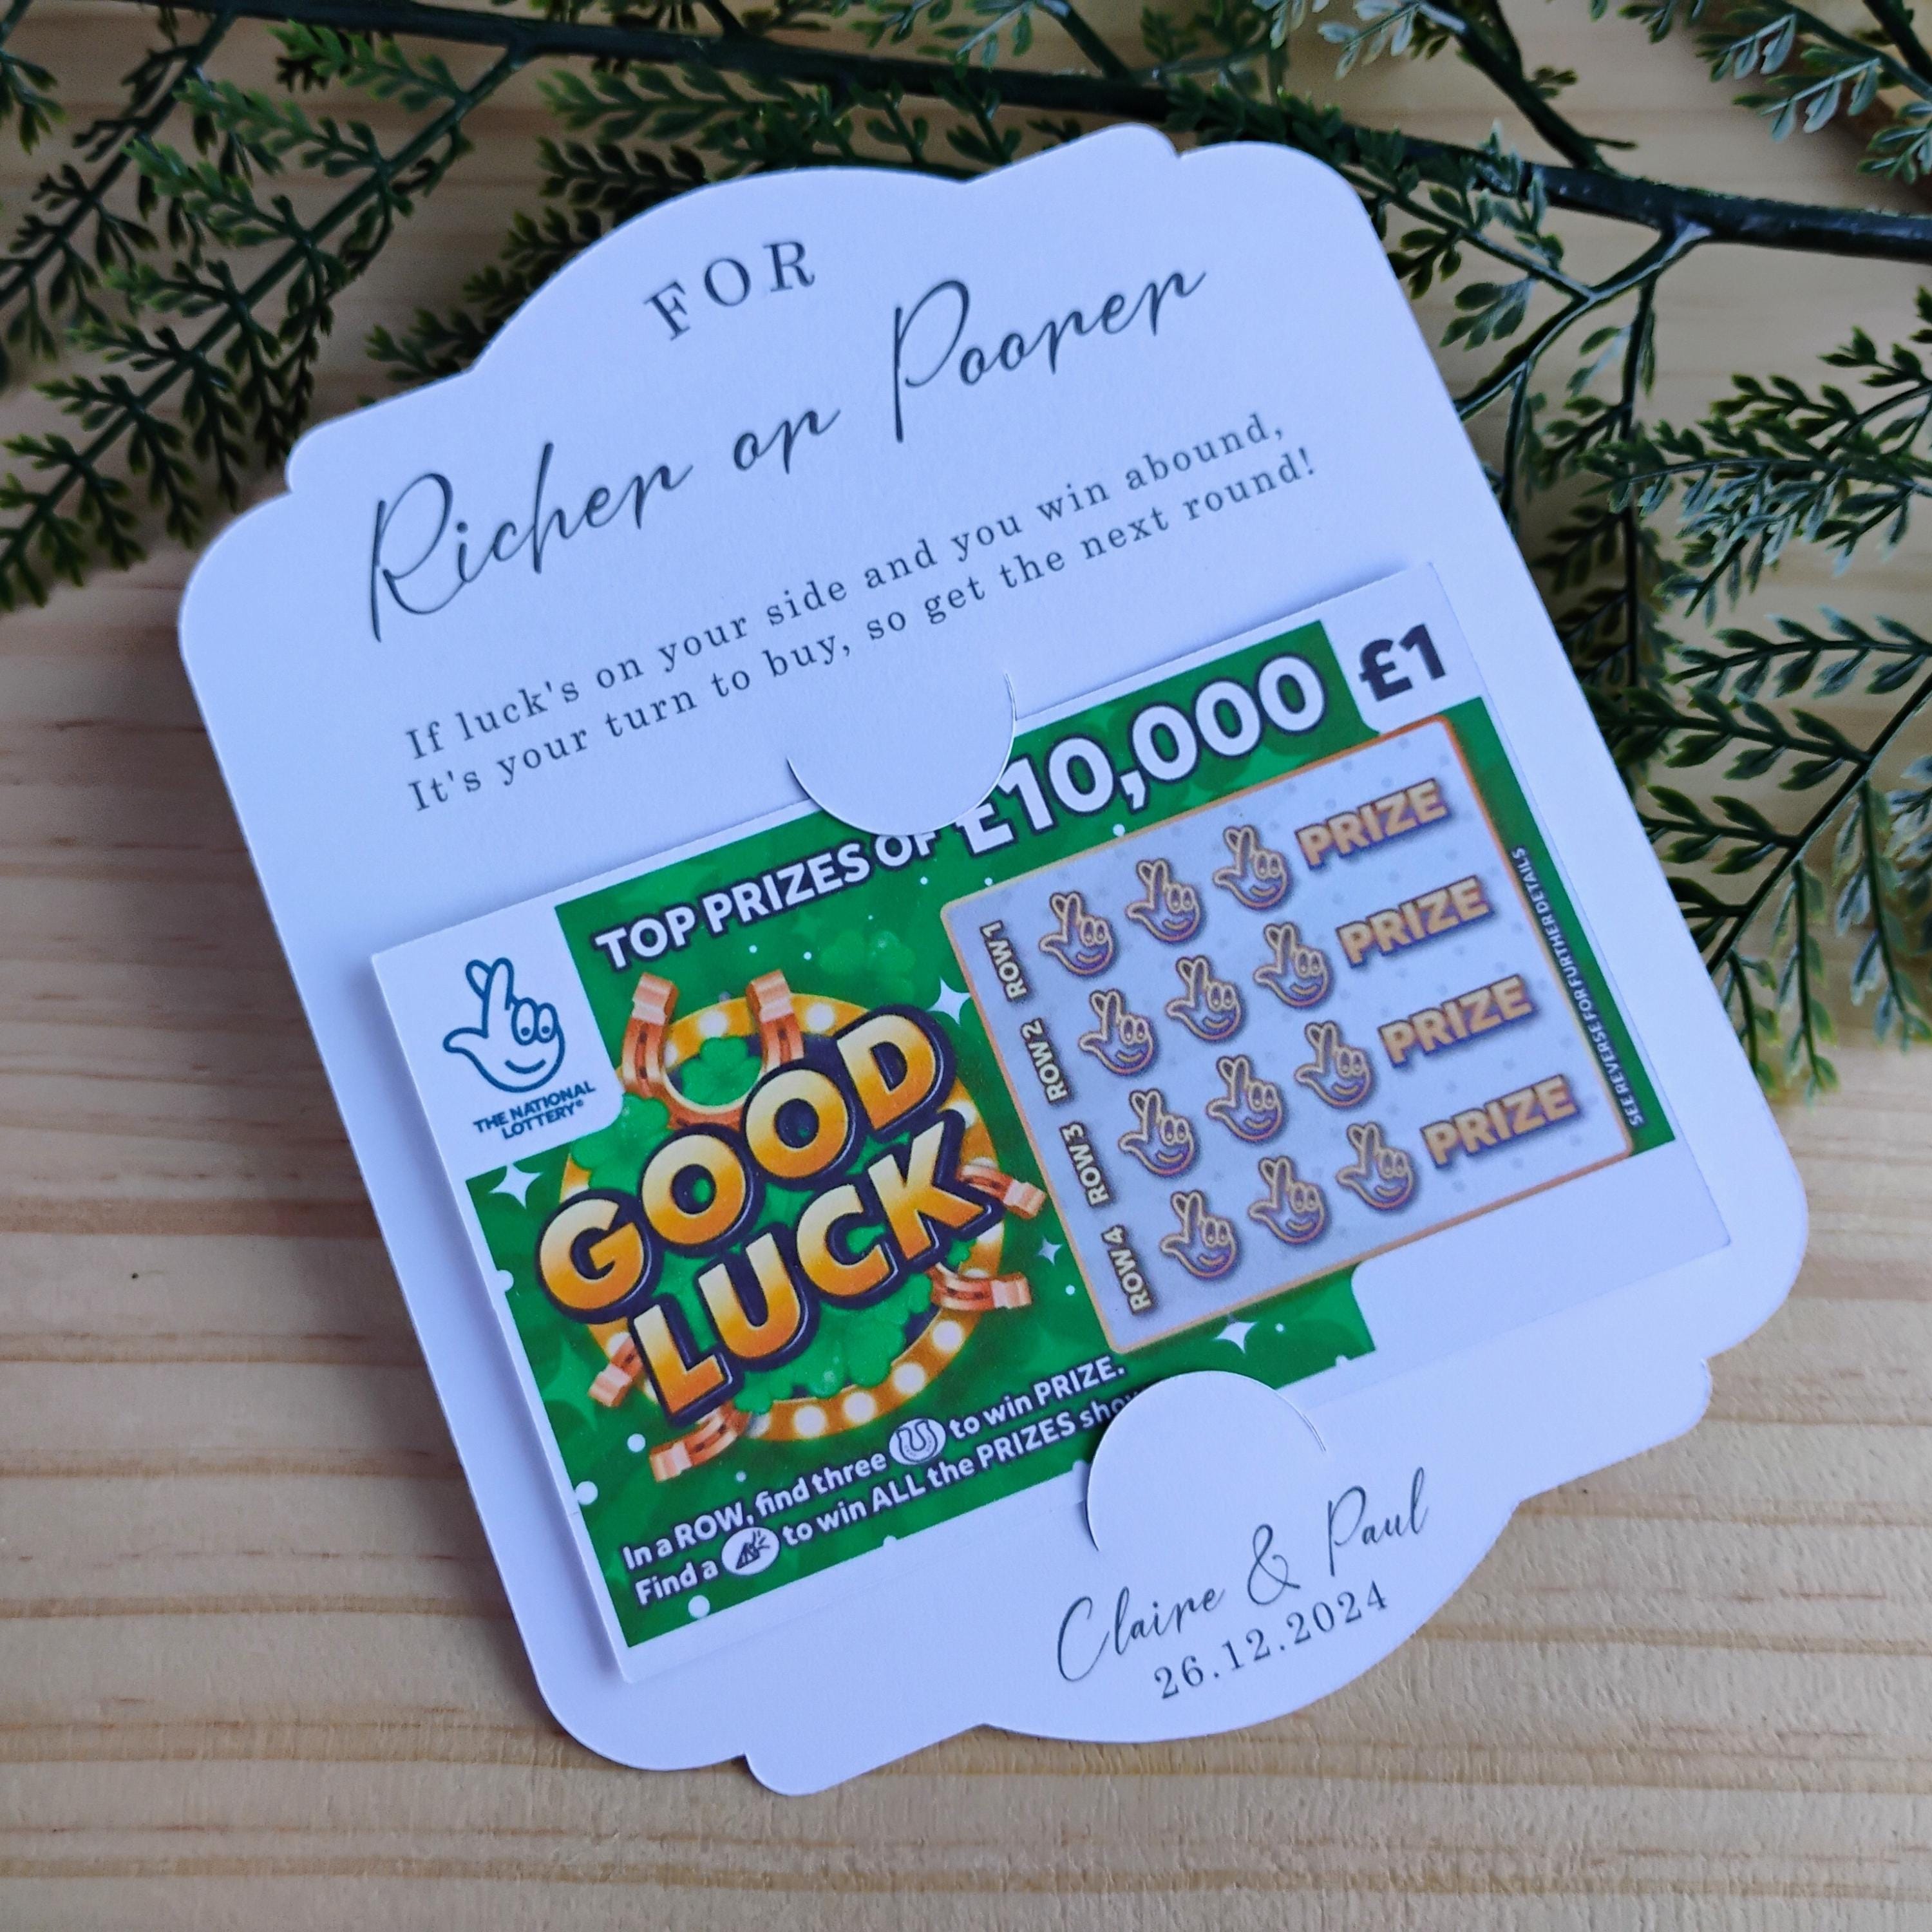 FOR
Richer or Poorer
If luck's on your side and you win abound,
It's your turn to buy, so get the next round!
TOP PRIZES OF £10,000
£1
THE NATIONAL
LOTTERY®
GOOD
LUCK
ROW 1 PRIZE
ROW 2 PRIZE
ROW 3 PRIZE
ROW 4 PRIZE
SEE REVERSE FOR FURTHER DETAILS
In a ROW, find three to win PRIZE.
Find a to win ALL the PRIZES
Claire & Paul
26.12.2024